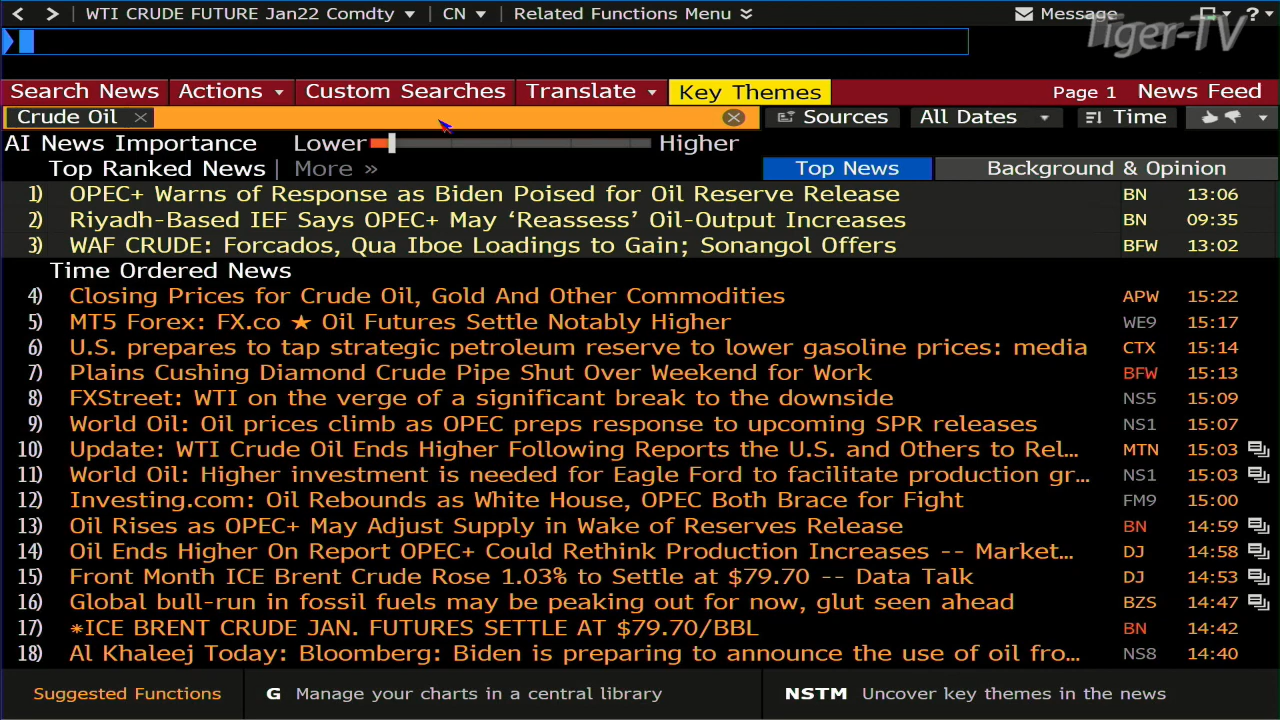 WTI CRUDE FUTURE Jan22 Comdty CN Related Functions Menu Message ?
Tiger-TV
Search News Actions Custom Searches Translate Key Themes Page 1 News Feed
Crude Oil Sources All Dates Time
AI News Importance Lower Higher
Top Ranked News More » Top News Background & Opinion
1) OPEC+ Warns of Response as Biden Poised for Oil Reserve Release BN 13:06
2) Riyadh-Based IEF Says OPEC+ May ‘Reassess’ Oil-Output Increases BN 09:35
3) WAF CRUDE: Forcados, Qua Iboe Loadings to Gain; Sonangol Offers BFW 13:02
Time Ordered News
4) Closing Prices for Crude Oil, Gold And Other Commodities APW 15:22
5) MT5 Forex: FX.co ★ Oil Futures Settle Notably Higher WE9 15:17
6) U.S. prepares to tap strategic petroleum reserve to lower gasoline prices: media CTX 15:14
7) Plains Cushing Diamond Crude Pipe Shut Over Weekend for Work BFW 15:13
8) FXStreet: WTI on the verge of a significant break to the downside NS5 15:09
9) World Oil: Oil prices climb as OPEC preps response to upcoming SPR releases NS1 15:07
10) Update: WTI Crude Oil Ends Higher Following Reports the U.S. and Others to Rel... MTN 15:03
11) World Oil: Higher investment is needed for Eagle Ford to facilitate production gr... NS1 15:03
12) Investing.com: Oil Rebounds as White House, OPEC Both Brace for Fight FM9 15:00
13) Oil Rises as OPEC+ May Adjust Supply in Wake of Reserves Release BN 14:59
14) Oil Ends Higher On Report OPEC+ Could Rethink Production Increases -- Market... DJ 14:58
15) Front Month ICE Brent Crude Rose 1.03% to Settle at $79.70 -- Data Talk DJ 14:53
16) Global bull-run in fossil fuels may be peaking out for now, glut seen ahead BZS 14:47
17) *ICE BRENT CRUDE JAN. FUTURES SETTLE AT $79.70/BBL BN 14:42
18) Al Khaleej Today: Bloomberg: Biden is preparing to announce the use of oil fro... NS8 14:40
Suggested Functions G Manage your charts in a central library NSTM Uncover key themes in the news